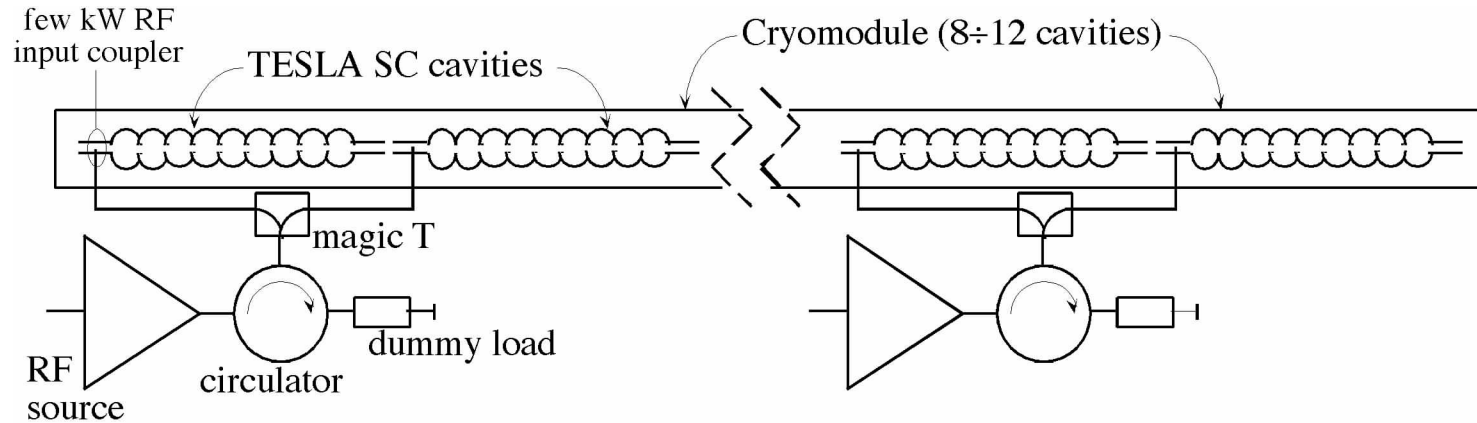 few kW RF
input coupler
TESLA SC cavities
Cryomodule (8÷12 cavities)
magic T
dummy load
circulator
RF
source